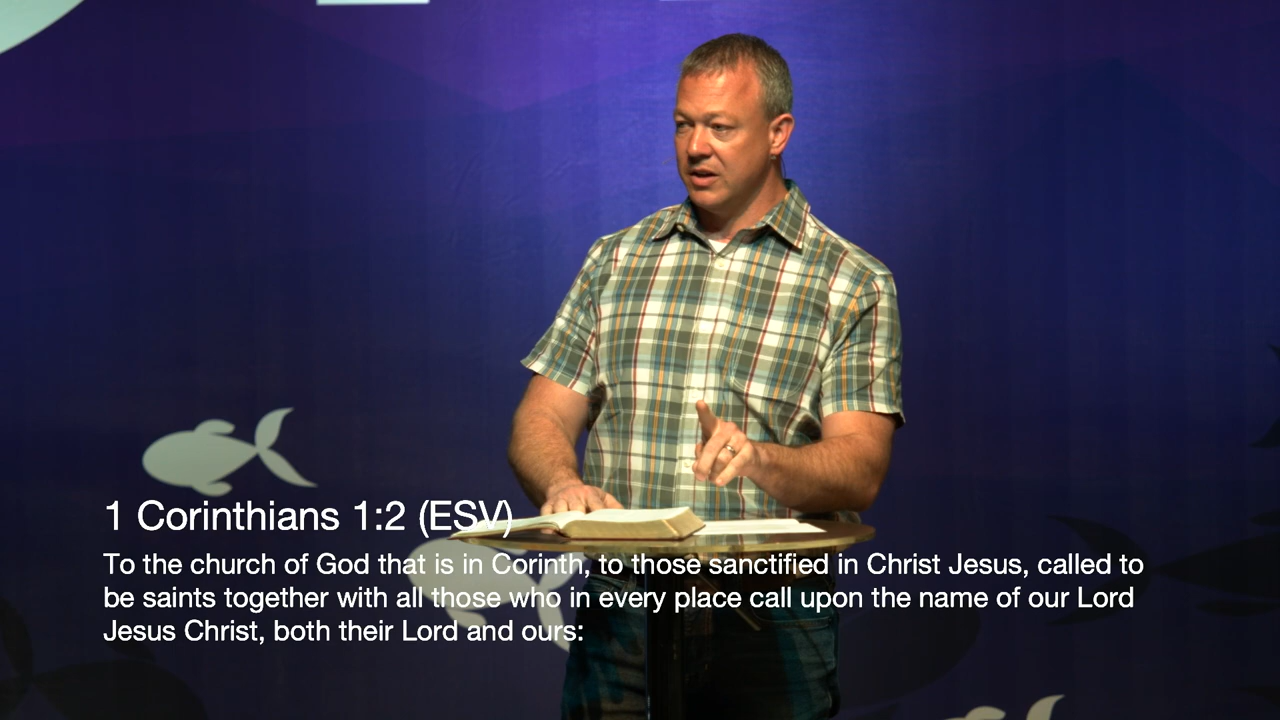 1 Corinthians 1:2 (ESV)
To the church of God that is in Corinth, to those sanctified in Christ Jesus, called to
be saints together with all those who in every place call upon the name of our Lord
Jesus Christ, both their Lord and ours: